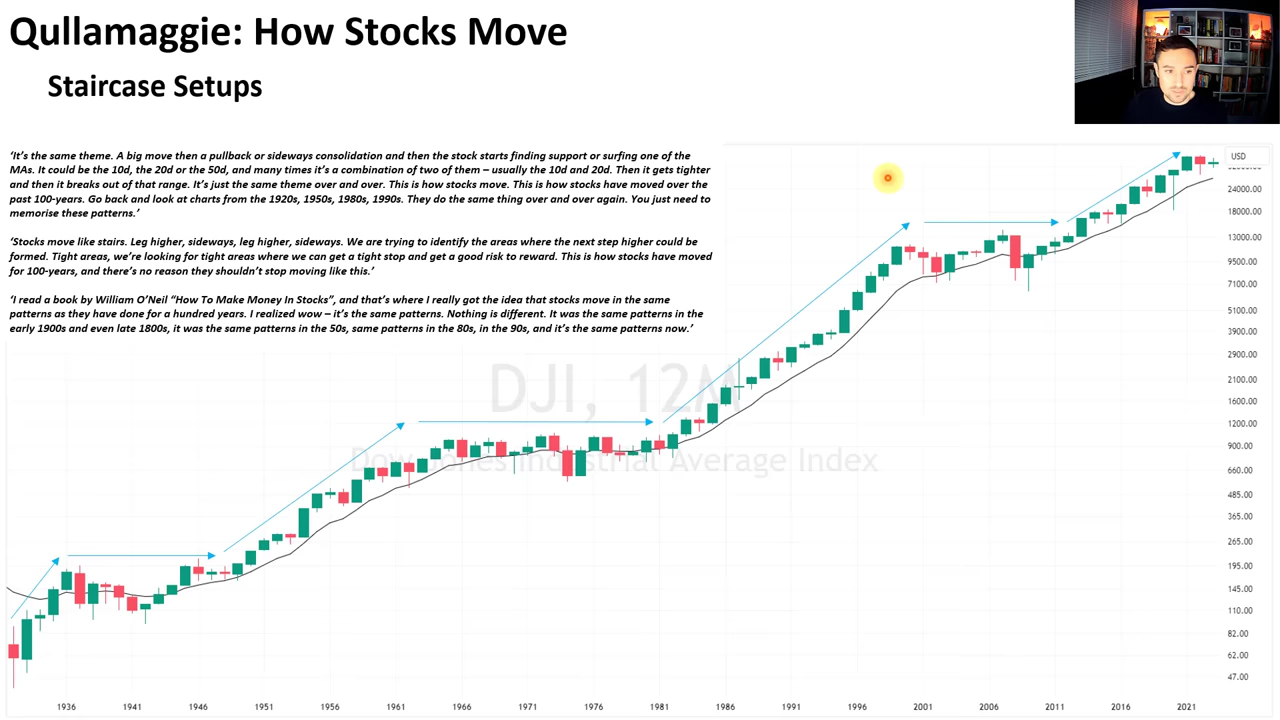 Qullamaggie: How Stocks Move
Staircase Setups
‘It’s the same theme. A big move then a pullback or sideways consolidation and then the stock starts finding support or surfing one of the
MAs. It could be the 10d, the 20d or the 50d, and many times it’s a combination of two of them – usually the 10d and 20d. Then it gets tighter
and then it breaks out of that range. It’s just the same theme over and over. This is how stocks move. This is how stocks have moved over the
past 100-years. Go back and look at charts from the 1920s, 1950s, 1980s, 1990s. They do the same thing over and over again. You just need to
memorise these patterns.’
‘Stocks move like stairs. Leg higher, sideways, leg higher, sideways. We are trying to identify the areas where the next step higher could be
formed. Tight areas, we’re looking for tight areas where we can get a tight stop and get a good risk to reward. This is how stocks have moved
for 100-years, and there’s no reason they shouldn’t stop moving like this.’
‘I read a book by William O’Neil “How To Make Money In Stocks”, and that’s where I really got the idea that stocks move in the same
patterns as they have done for a hundred years. I realized wow – it’s the same patterns. Nothing is different. It was the same patterns in the
early 1900s and even late 1800s, it was the same patterns in the 50s, same patterns in the 80s, in the 90s, and it’s the same patterns now.’
DJI, 12M
Dow Jones Industrial Average Index
USD
24000.00
18000.00
13000.00
9500.00
7100.00
5100.00
3900.00
2900.00
2100.00
1600.00
1200.00
900.00
660.00
485.00
365.00
265.00
195.00
145.00
110.00
82.00
62.00
47.00
1936 1941 1946 1951 1956 1961 1966 1971 1976 1981 1986 1991 1996 2001 2006 2011 2016 2021